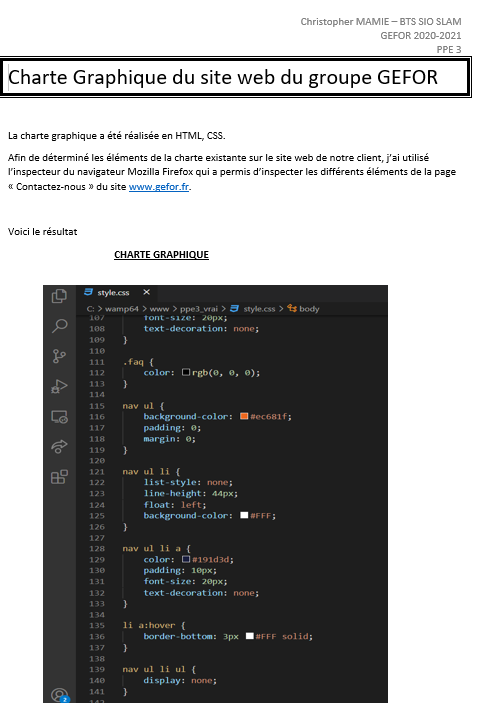 Christopher MAMIE – BTS SIO SLAM
GEFOR 2020-2021
PPE 3
Charte Graphique du site web du groupe GEFOR
La charte graphique a été réalisée en HTML, CSS.
Afin de déterminé les éléments de la charte existante sur le site web de notre client, j’ai utilisé
l’inspecteur du navigateur Mozilla Firefox qui a permis d’inspecter les différents éléments de la page
« Contactez-nous » du site www.gefor.fr.
Voici le résultat
CHARTE GRAPHIQUE
style.css ×
C: > wamp64 > www > ppe3_vrai > style.css > body
107 font-size: 20px;
108 text-decoration: none;
109 }
110
111 .faq {
112 color: rgb(0, 0, 0);
113 }
114
115 nav ul {
116 background-color: #ec681f;
117 padding: 0;
118 margin: 0;
119 }
120
121 nav ul li {
122 list-style: none;
123 line-height: 44px;
124 float: left;
125 background-color: #FFF;
126 }
127
128 nav ul li a {
129 color: #191d3d;
130 padding: 10px;
131 font-size: 20px;
132 text-decoration: none;
133 }
134
135 li a:hover {
136 border-bottom: 3px #FFF solid;
137 }
138
139 nav ul li ul {
140 display: none;
141 }
142
2